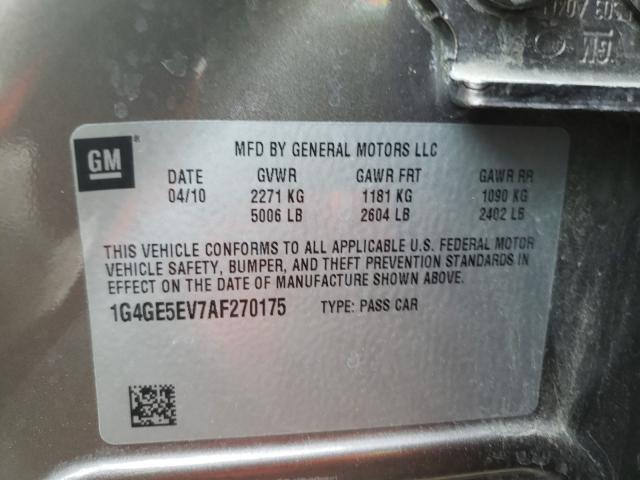 GM
MFD BY GENERAL MOTORS LLC
DATE GVWR GAWR FRT GAWR RR
04/10 2271 KG 1181 KG 1090 KG
5006 LB 2604 LB 2402 LB
THIS VEHICLE CONFORMS TO ALL APPLICABLE U.S. FEDERAL MOTOR
VEHICLE SAFETY, BUMPER, AND THEFT PREVENTION STANDARDS IN
EFFECT ON THE DATE OF MANUFACTURE SHOWN ABOVE.
1G4GE5EV7AF270175 TYPE: PASS CAR
GM